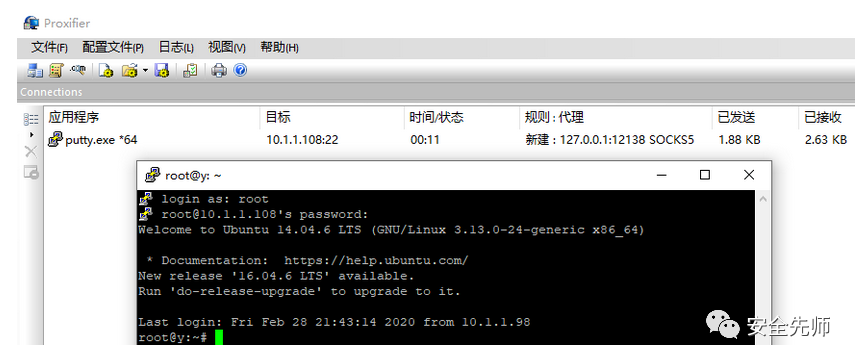 Proxifier
文件(F) 配置文件(P) 日志(L) 视图(V) 帮助(H)
.com
Connections
应用程序 目标 时间/状态 规则 : 代理 已发送 已接收
putty.exe *64 10.1.1.108:22 00:11 新建 : 127.0.0.1:12138 SOCKS5 1.88 KB 2.63 KB
root@y: ~
login as: root
root@10.1.1.108's password:
Welcome to Ubuntu 14.04.6 LTS (GNU/Linux 3.13.0-24-generic x86_64)
* Documentation: https://help.ubuntu.com/
New release '16.04.6 LTS' available.
Run 'do-release-upgrade' to upgrade to it.
Last login: Fri Feb 28 21:43:14 2020 from 10.1.1.98
root@y:~#
安全先师